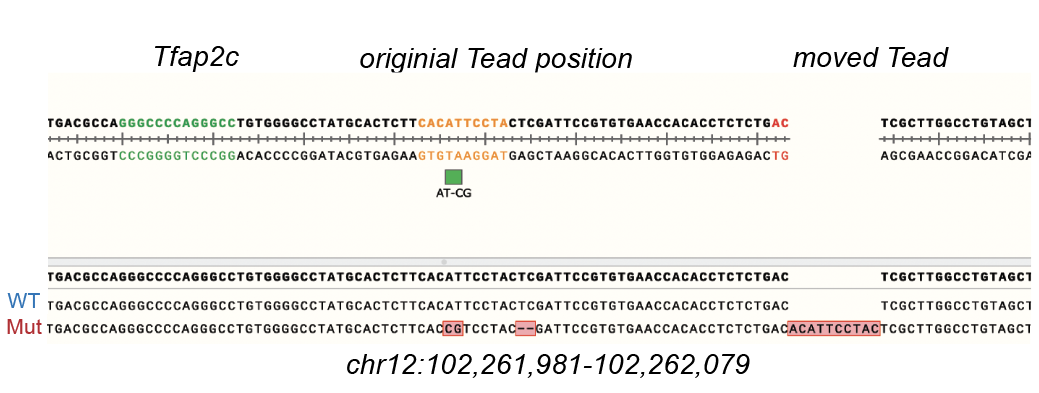 Tfap2c originial Tead position moved Tead
TGACGCCAGGGCCCCAGGGCCTGTGGGGCCTATGCACTCTTCACATTCCTACTCGATTCCGTGTGAACCACACCTCTCTGAC TCGCTTGGCCTGTAGCT
ACTGCGGTCCCGGGGTCCCGGACACCCCGGATACGTGAGAAGTGTAAGGATGAGCTAAGGCACACTTGGTGTGGAGAGACTG AGCGAACCGGACATCGA
AT-CG
TGACGCCAGGGCCCCAGGGCCTGTGGGGCCTATGCACTCTTCACATTCCTACTCGATTCCGTGTGAACCACACCTCTCTGAC TCGCTTGGCCTGTAGCT
WT TGACGCCAGGGCCCCAGGGCCTGTGGGGCCTATGCACTCTTCACATTCCTACTCGATTCCGTGTGAACCACACCTCTCTGAC TCGCTTGGCCTGTAGCT
Mut TGACGCCAGGGCCCCAGGGCCTGTGGGGCCTATGCACTCTTCACCGTCCTAC--GATTCCGTGTGAACCACACCTCTCTGACACATTCCTACTCGCTTGGCCTGTAGCT
chr12:102,261,981-102,262,079